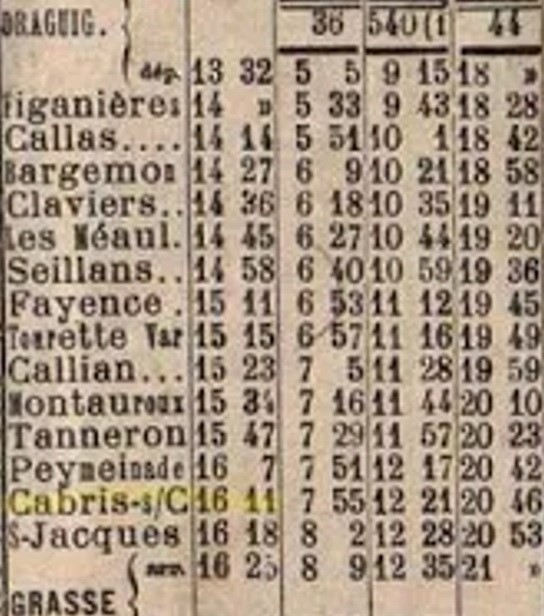 DRAGUIG. 36 540 (1 44
dép. 13 32 5 5 9 15 18 »
Figanières 14 » 5 33 9 43 18 28
Callas.... 14 14 5 51 10 1 18 42
Bargemon 14 27 6 9 10 21 18 58
Claviers.. 14 36 6 18 10 35 19 11
Les Méaul. 14 45 6 27 10 44 19 20
Seillans.. 14 58 6 40 10 59 19 36
Fayence . 15 11 6 53 11 12 19 45
Tourette Var 15 15 6 57 11 16 19 49
Callian... 15 23 7 5 11 28 19 59
Montauroux 15 34 7 16 11 44 20 10
Tanneron 15 47 7 29 11 57 20 23
Peymeinade 16 7 7 51 12 17 20 42
Cabris-s/C 16 11 7 55 12 21 20 46
S-Jacques 16 18 8 2 12 28 20 53
arr. 16 25 8 9 12 35 21 »
GRASSE